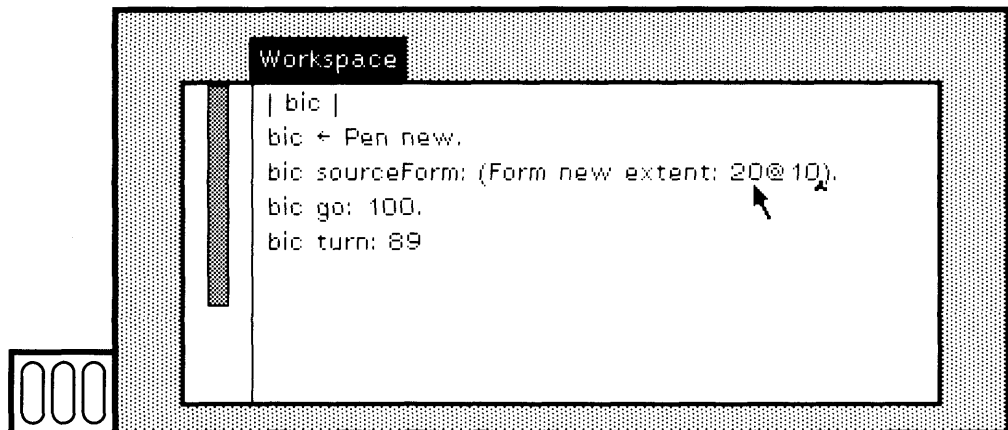 Workspace
| bic |
bic ← Pen new.
bic sourceForm: (Form new extent: 20@10).
bic go: 100.
bic turn: 89